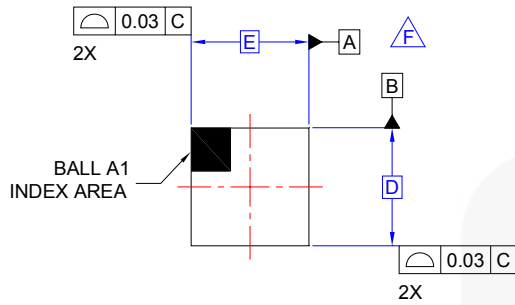 0.03 C
2X
E
A
F
B
BALL A1
INDEX AREA
D
0.03 C
2X